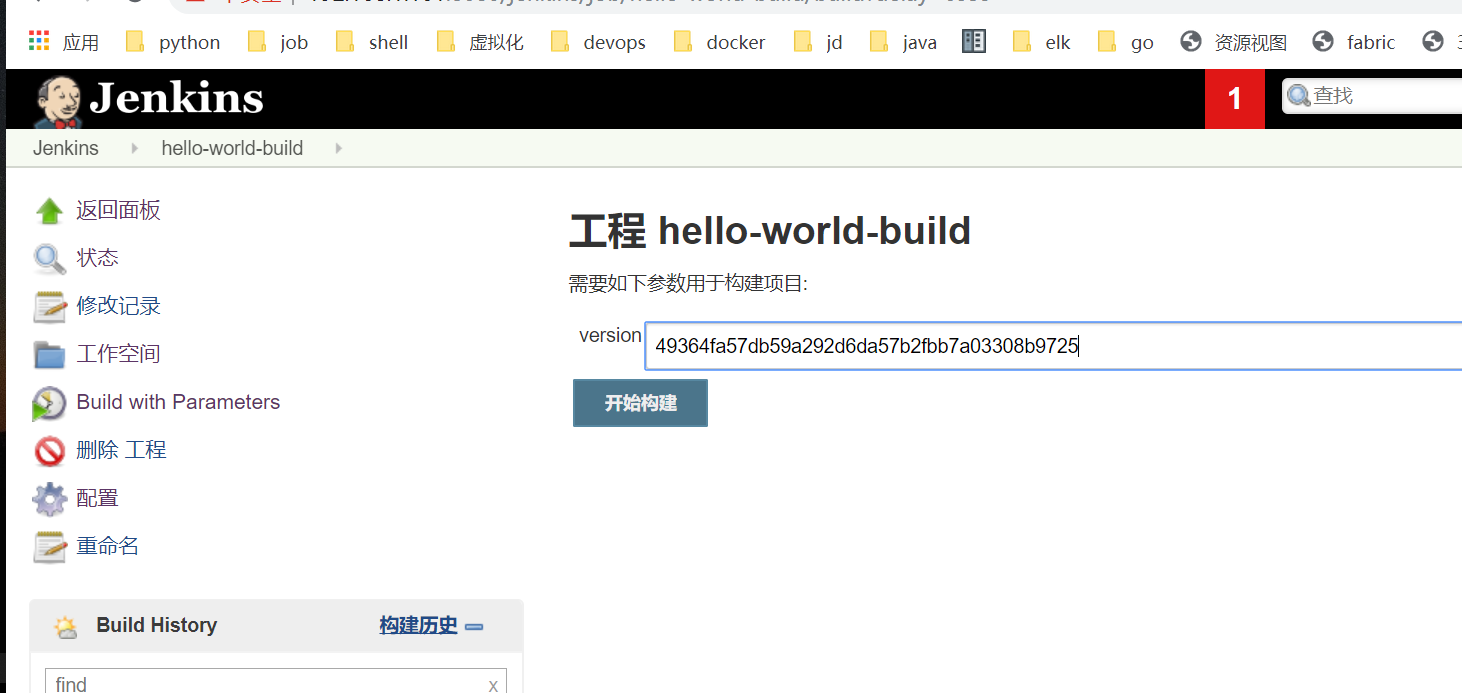 应用 python job shell 虚拟化 devops docker jd java elk go 资源视图 fabric
Jenkins 1 查找
Jenkins hello-world-build
返回面板
状态
修改记录
工作空间
Build with Parameters
删除 工程
配置
重命名
Build History 构建历史
find x
工程 hello-world-build
需要如下参数用于构建项目:
version 49364fa57db59a292d6da57b2fbb7a03308b9725
开始构建